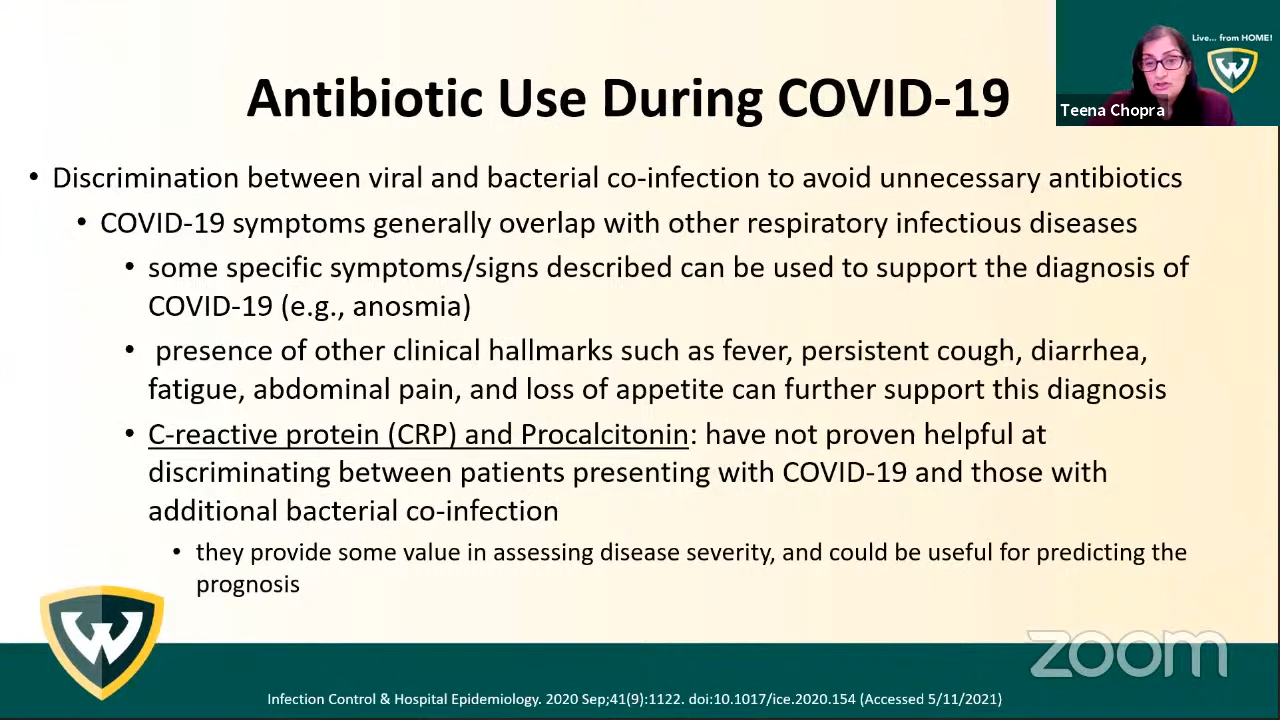 Live... from HOME!
Teena Chopra
Antibiotic Use During COVID-19
• Discrimination between viral and bacterial co-infection to avoid unnecessary antibiotics
• COVID-19 symptoms generally overlap with other respiratory infectious diseases
• some specific symptoms/signs described can be used to support the diagnosis of
COVID-19 (e.g., anosmia)
• presence of other clinical hallmarks such as fever, persistent cough, diarrhea,
fatigue, abdominal pain, and loss of appetite can further support this diagnosis
• C-reactive protein (CRP) and Procalcitonin: have not proven helpful at
discriminating between patients presenting with COVID-19 and those with
additional bacterial co-infection
• they provide some value in assessing disease severity, and could be useful for predicting the
prognosis
W
W
zoom
Infection Control & Hospital Epidemiology. 2020 Sep;41(9):1122. doi:10.1017/ice.2020.154 (Accessed 5/11/2021)